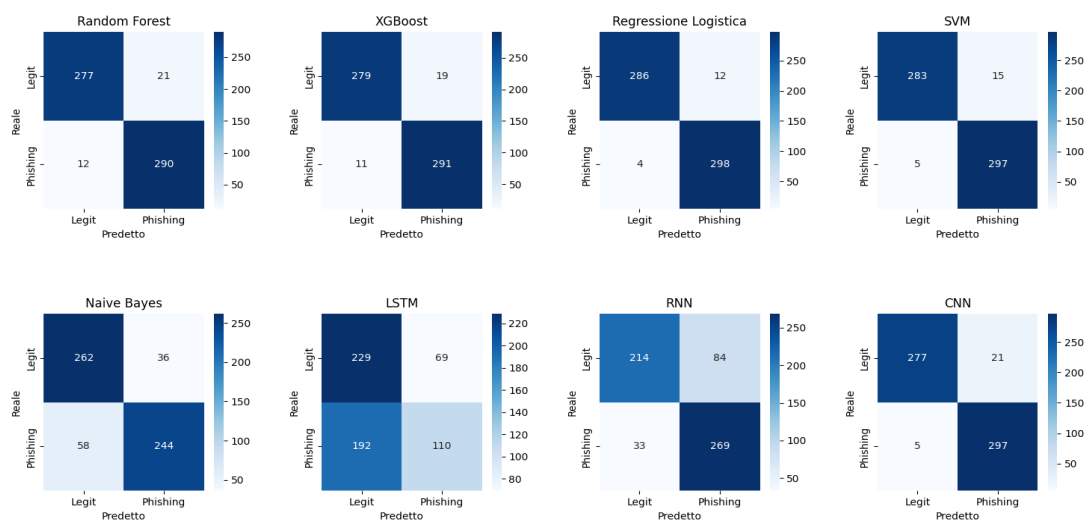 Random Forest
Legit
277
21
250
200
Reale
150
Phishing
12
290
100
50
Legit
Phishing
Predetto
XGBoost
Legit
279
19
250
200
Reale
150
Phishing
11
291
100
50
Legit
Phishing
Predetto
Regressione Logistica
Legit
286
12
250
200
Reale
150
Phishing
4
298
100
50
Legit
Phishing
Predetto
SVM
Legit
283
15
250
200
Reale
150
Phishing
5
297
100
50
Legit
Phishing
Predetto
Naive Bayes
Legit
262
36
250
200
Reale
150
Phishing
58
244
100
50
Legit
Phishing
Predetto
LSTM
Legit
229
69
220
200
180
160
Reale
140
Phishing
192
110
120
100
80
Legit
Phishing
Predetto
RNN
Legit
214
84
250
200
Reale
150
Phishing
33
269
100
50
Legit
Phishing
Predetto
CNN
Legit
277
21
250
200
Reale
150
Phishing
5
297
100
50
Legit
Phishing
Predetto